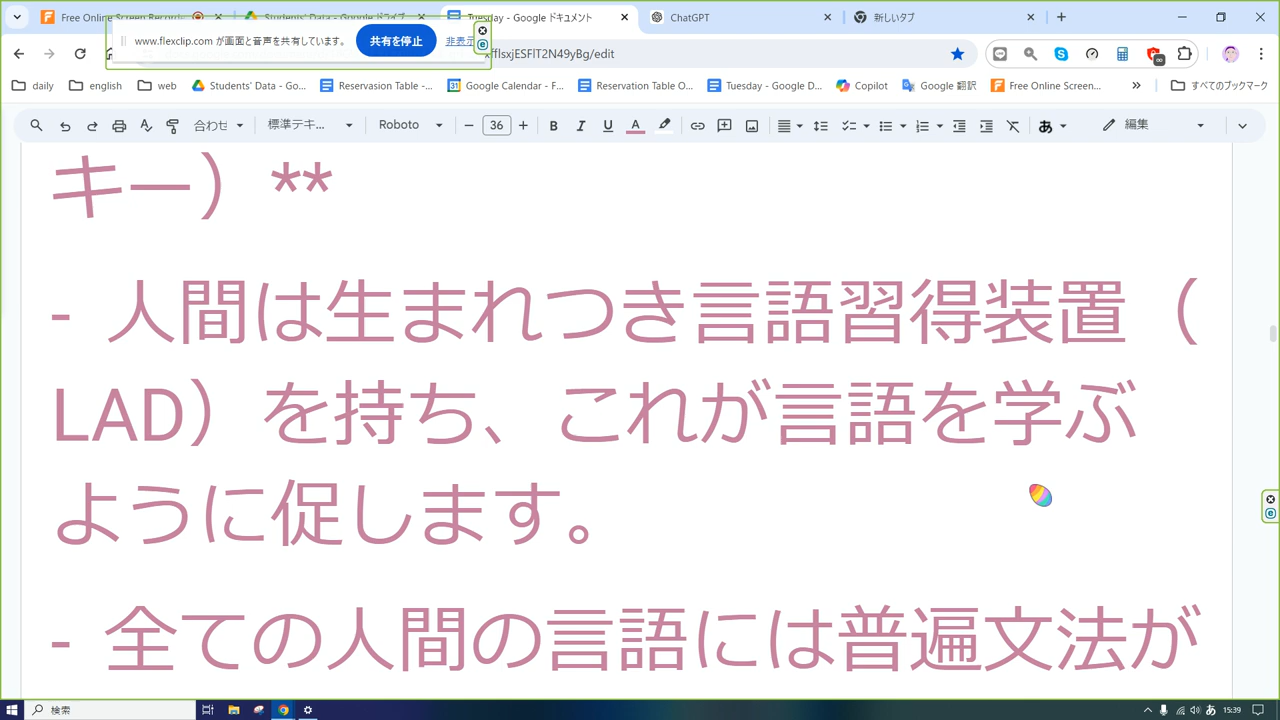 Free Online Screen Record
Students' Data - Google ドライブ
Tuesday - Google ドキュメント
ChatGPT
新しいタブ
www.flexclip.com が画面と音声を共有しています。
共有を停止
非表示
fflsxjESFlT2N49yBg/edit
daily
english
web
Students' Data - Go...
Reservasion Table -...
Google Calendar - F...
Reservation Table O...
Tuesday - Google D...
Copilot
Google 翻訳
Free Online Screen...
すべてのブックマーク
合わせ
標準テキ...
Roboto
36
編集
キー）**
- 人間は生まれつき言語習得装置（
LAD）を持ち、これが言語を学ぶ
ように促します。
- 全ての人間の言語には普遍文法が
検索
あ
15:39